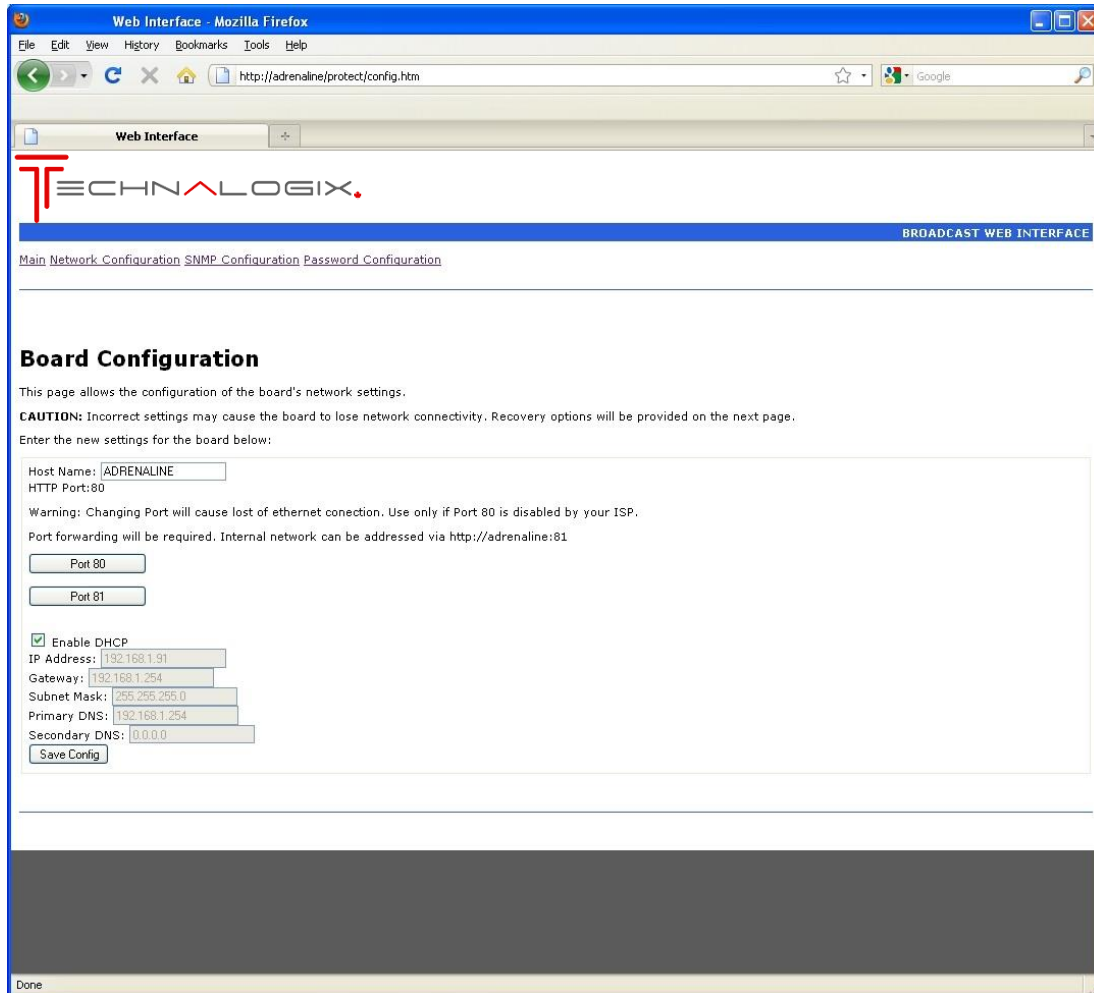 Web Interface - Mozilla Firefox
File Edit View History Bookmarks Tools Help
http://adrenaline/protect/config.htm
Google
Web Interface
TECHNALOGIX.
BROADCAST WEB INTERFACE
Main Network Configuration SNMP Configuration Password Configuration
Board Configuration
This page allows the configuration of the board's network settings.
CAUTION: Incorrect settings may cause the board to lose network connectivity. Recovery options will be provided on the next page.
Enter the new settings for the board below:
Host Name: ADRENALINE
HTTP Port:80
Warning: Changing Port will cause lost of ethernet conection. Use only if Port 80 is disabled by your ISP.
Port forwarding will be required. Internal network can be addressed via http://adrenaline:81
Port 80
Port 81
Enable DHCP
IP Address: 192.168.1.91
Gateway: 192.168.1.254
Subnet Mask: 255.255.255.0
Primary DNS: 192.168.1.254
Secondary DNS: 0.0.0.0
Save Config
Done